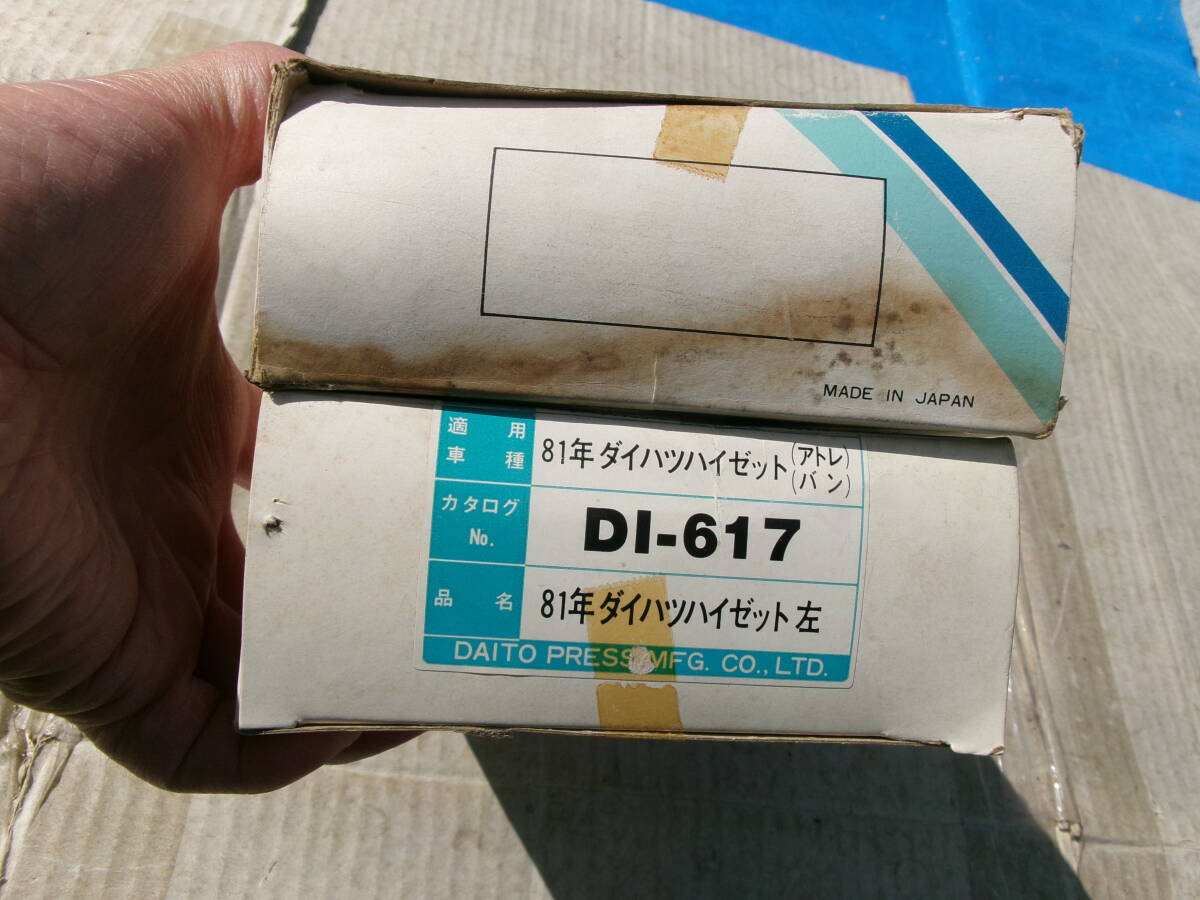 MADE IN JAPAN
適用
車種
81年ダイハツハイゼット(アトレ)
(バン)
カタログ
No.
DI-617
品名
81年ダイハツハイゼット左
DAITO PRESS MFG. CO., LTD.